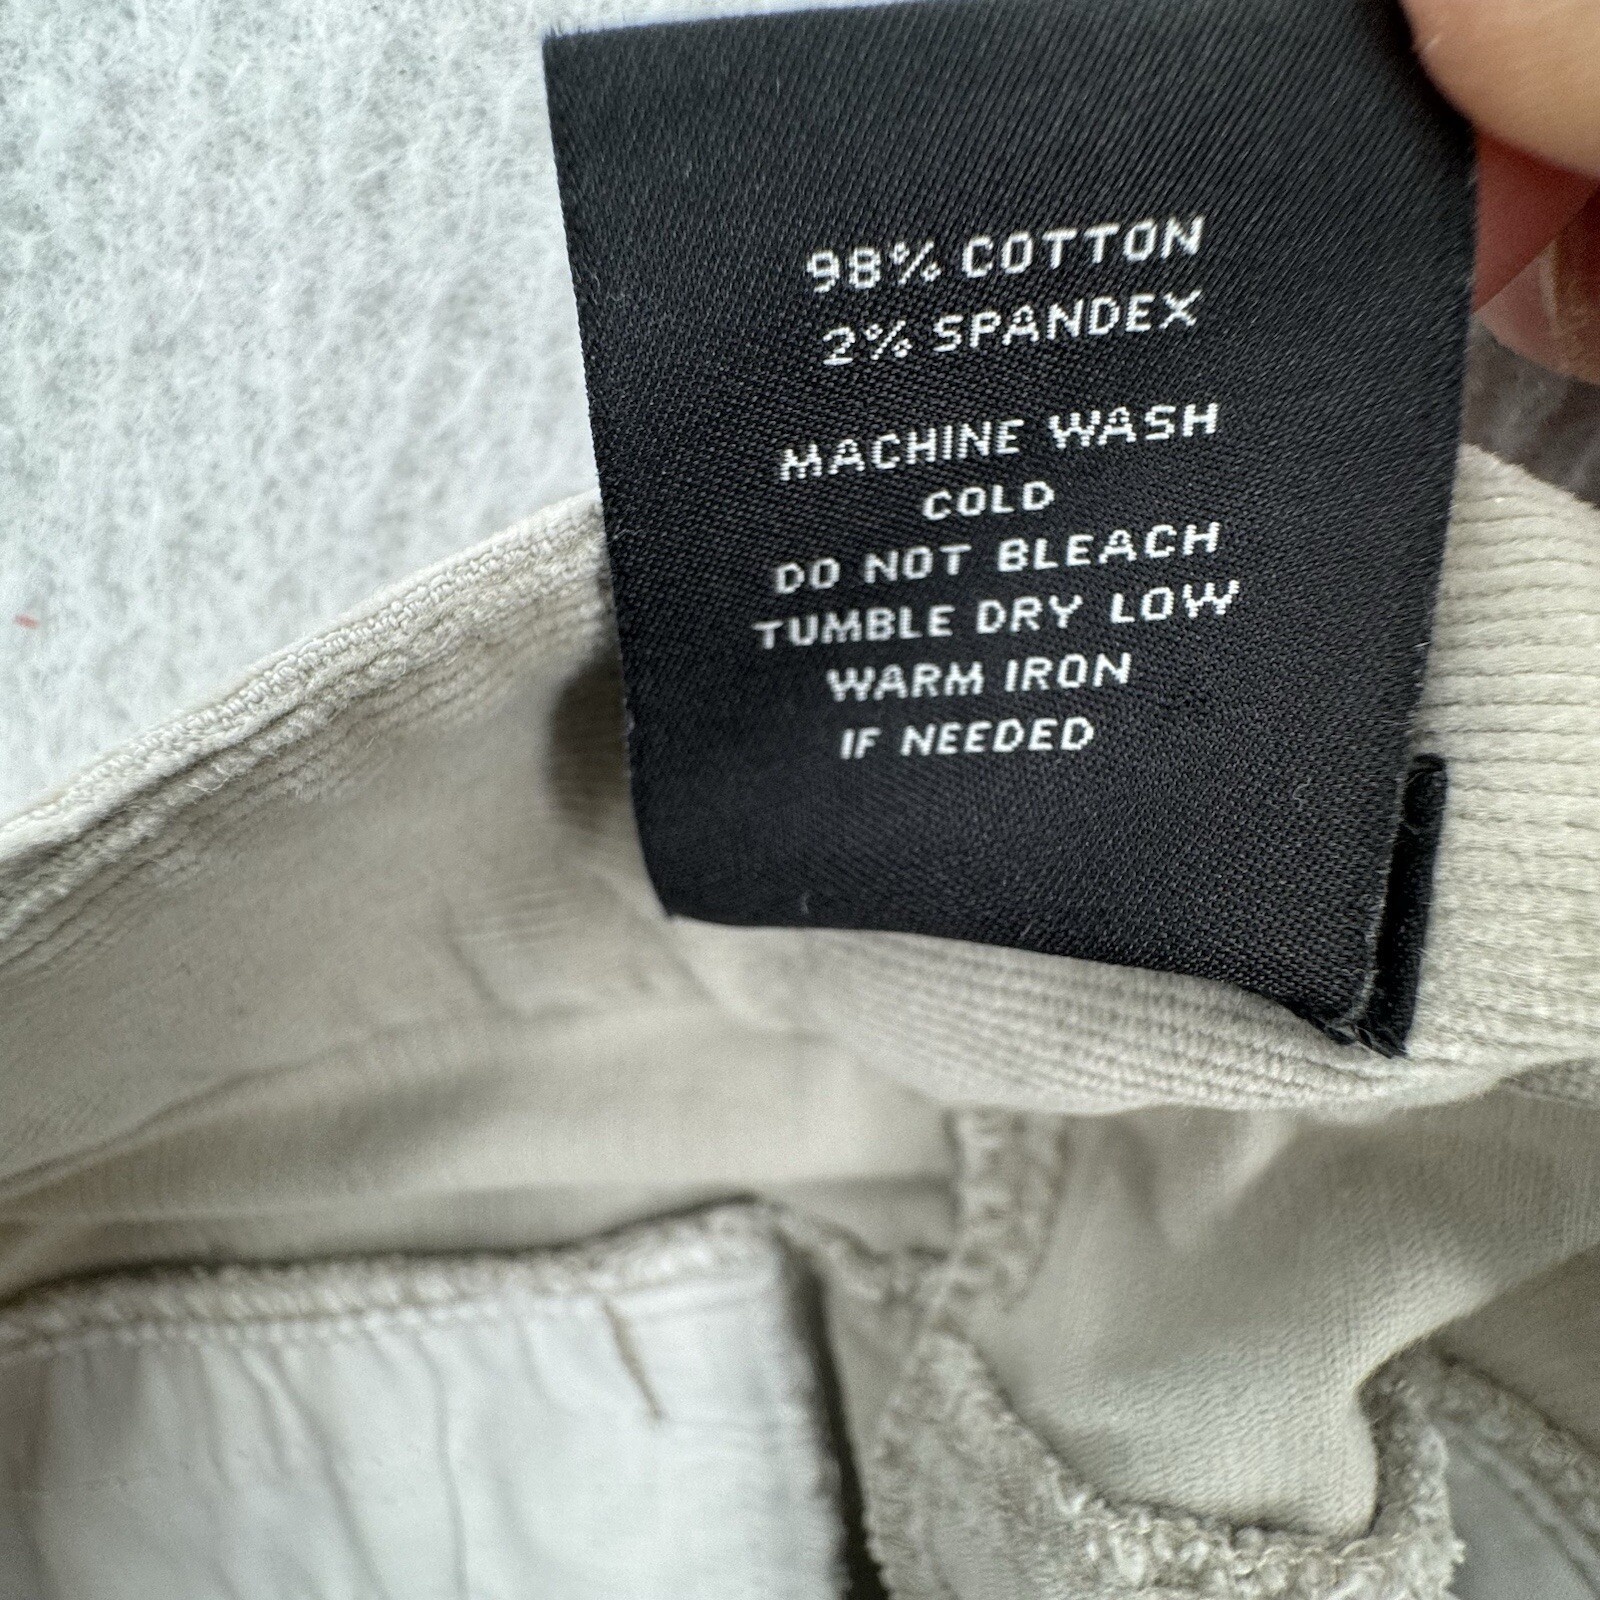 98% COTTON
2% SPANDEX
MACHINE WASH
COLD
DO NOT BLEACH
TUMBLE DRY LOW
WARM IRON
IF NEEDED